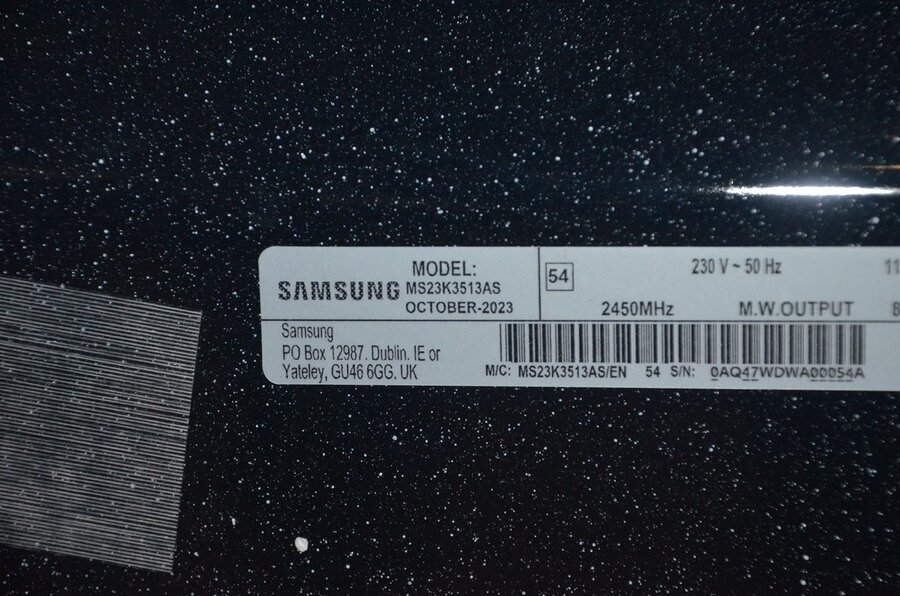 SAMSUNG
MODEL:
MS23K3513AS
OCTOBER-2023
54
230 V ~ 50 Hz
2450MHz
M.W.OUTPUT
Samsung
PO Box 12987. Dublin. IE or
Yateley, GU46 6GG. UK
M/C: MS23K3513AS/EN 54 S/N: 0AQ47WDWA00054A